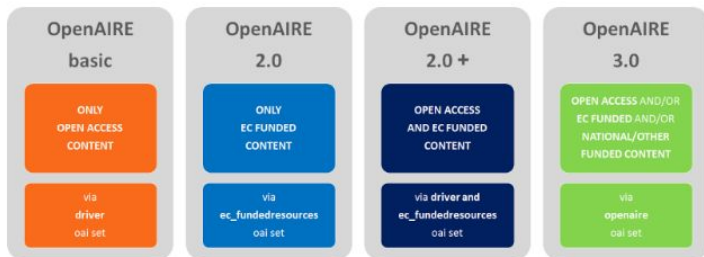 OpenAIRE
basic
ONLY
OPEN ACCESS
CONTENT
via
driver
oai set
OpenAIRE
2.0
ONLY
EC FUNDED
CONTENT
via
ec_fundedresources
oai set
OpenAIRE
2.0 +
OPEN ACCESS
AND EC FUNDED
CONTENT
via driver and
ec_fundedresources
oai set
OpenAIRE
3.0
OPEN ACCESS AND/OR
EC FUNDED AND/OR
NATIONAL/OTHER
FUNDED CONTENT
via
openaire
oai set